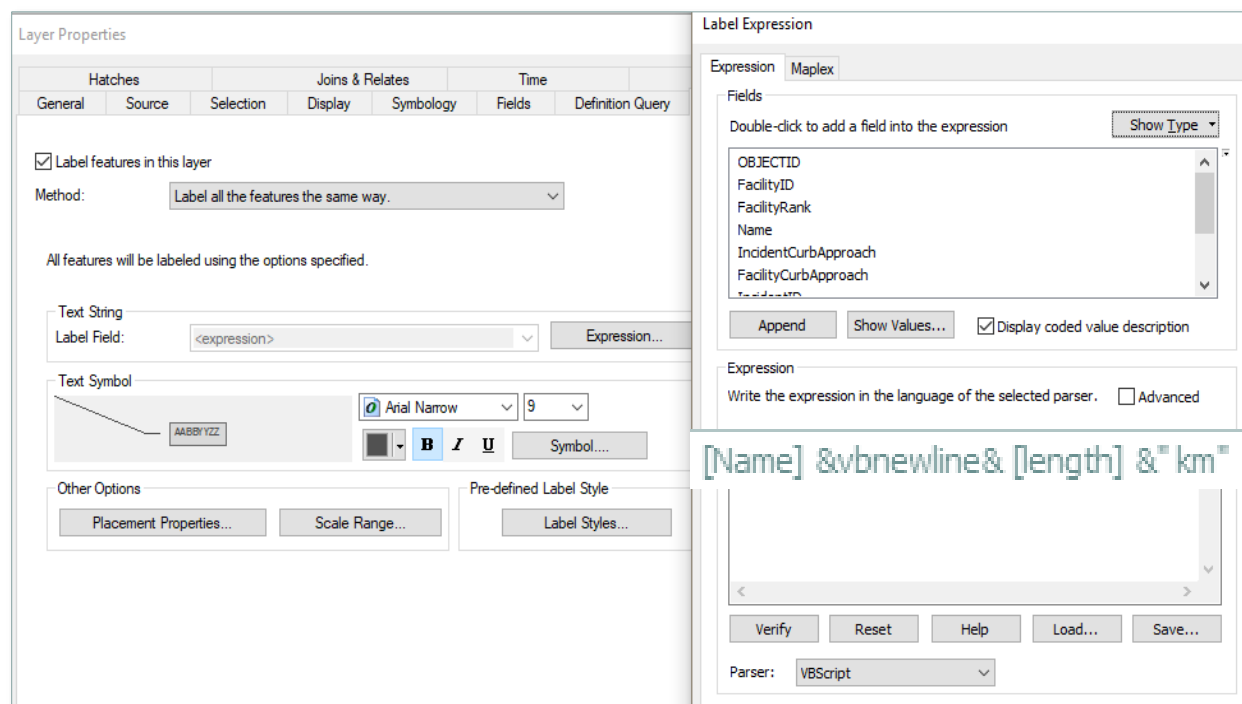 Layer Properties
Hatches Joins & Relates Time
General Source Selection Display Symbology Fields Definition Query
Label features in this layer
Method: Label all the features the same way.
All features will be labeled using the options specified.
Text String
Label Field: <expression> Expression...
Text Symbol
AABBYYZZ
Arial Narrow 9
B I U Symbol....
Other Options
Placement Properties... Scale Range...
Pre-defined Label Style
Label Styles...
Label Expression
Expression Maplex
Fields
Double-click to add a field into the expression Show Type
OBJECTID
FacilityID
FacilityRank
Name
IncidentCurbApproach
FacilityCurbApproach
IncidentID
Append Show Values... Display coded value description
Expression
Write the expression in the language of the selected parser. Advanced
[Name] &vbnewline& [length] &" km"
Verify Reset Help Load... Save...
Parser: VBScript